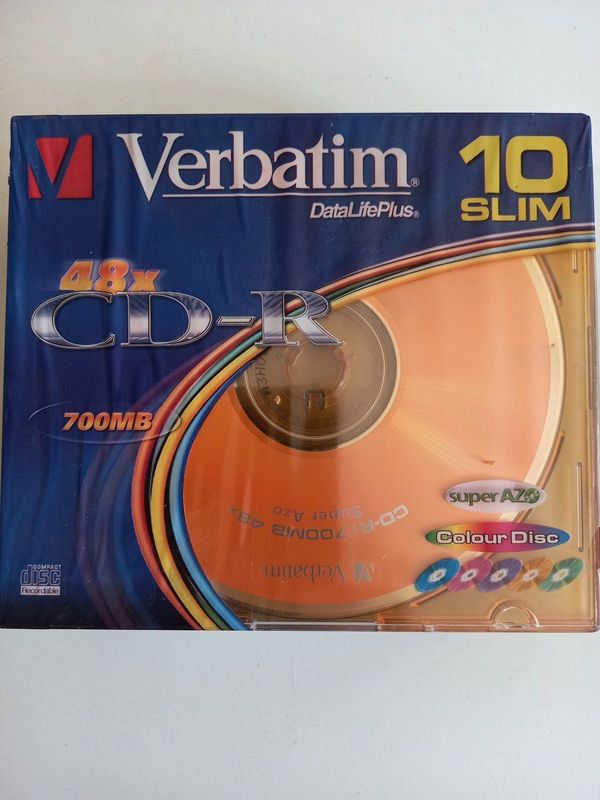 Verbatim®
DataLifePlus®
10
SLIM
48x
CD-R
700MB
super AZO
Colour Disc
CD-R 700MB 48x
Super Azo
Verbatim
COMPACT
disc
Recordable